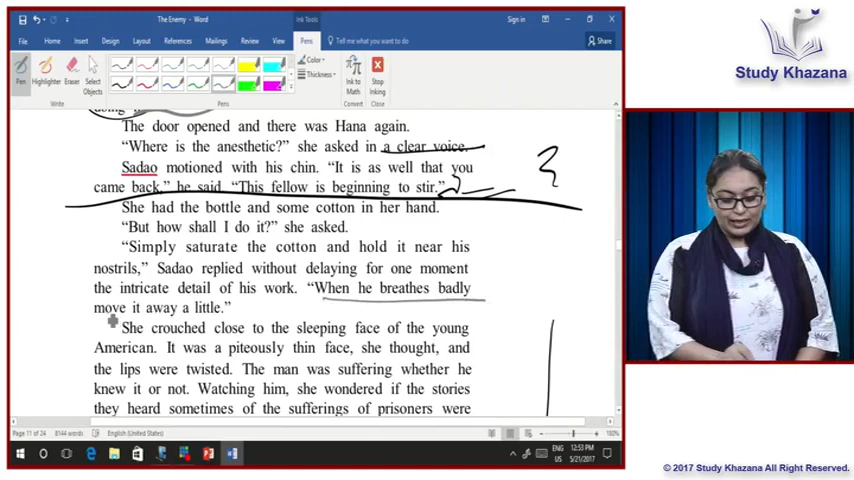 The Enemy - Word
Ink Tools
Sign in
File
Home
Insert
Design
Layout
References
Mailings
Review
View
Pens
Tell me what you want to do
Share
Pen
Highlighter
Eraser
Select Objects
Color
Thickness
Ink to Math
Stop Inking
Write
Pens
Convert
Close
doing
The door opened and there was Hana again.
“Where is the anesthetic?” she asked in a clear voice.
Sadao motioned with his chin. “It is as well that you
came back,” he said. “This fellow is beginning to stir.”
She had the bottle and some cotton in her hand.
“But how shall I do it?” she asked.
“Simply saturate the cotton and hold it near his
nostrils,” Sadao replied without delaying for one moment
the intricate detail of his work. “When he breathes badly
move it away a little.”
She crouched close to the sleeping face of the young
American. It was a piteously thin face, she thought, and
the lips were twisted. The man was suffering whether he
knew it or not. Watching him, she wondered if the stories
they heard sometimes of the sufferings of prisoners were
Page 11 of 24
8144 words
English (United States)
100%
12:53 PM
5/21/2017
Study Khazana
© 2017 Study Khazana All Right Reserved.